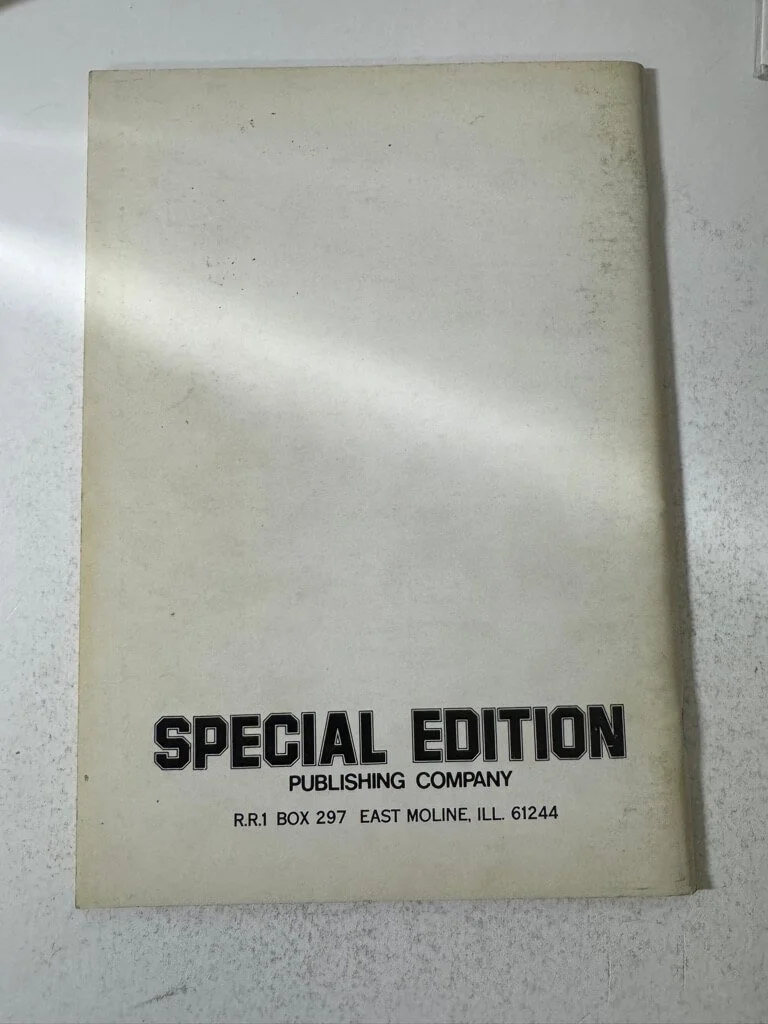 SPECIAL EDITION
PUBLISHING COMPANY
R.R.1 BOX 297 EAST MOLINE, ILL. 61244